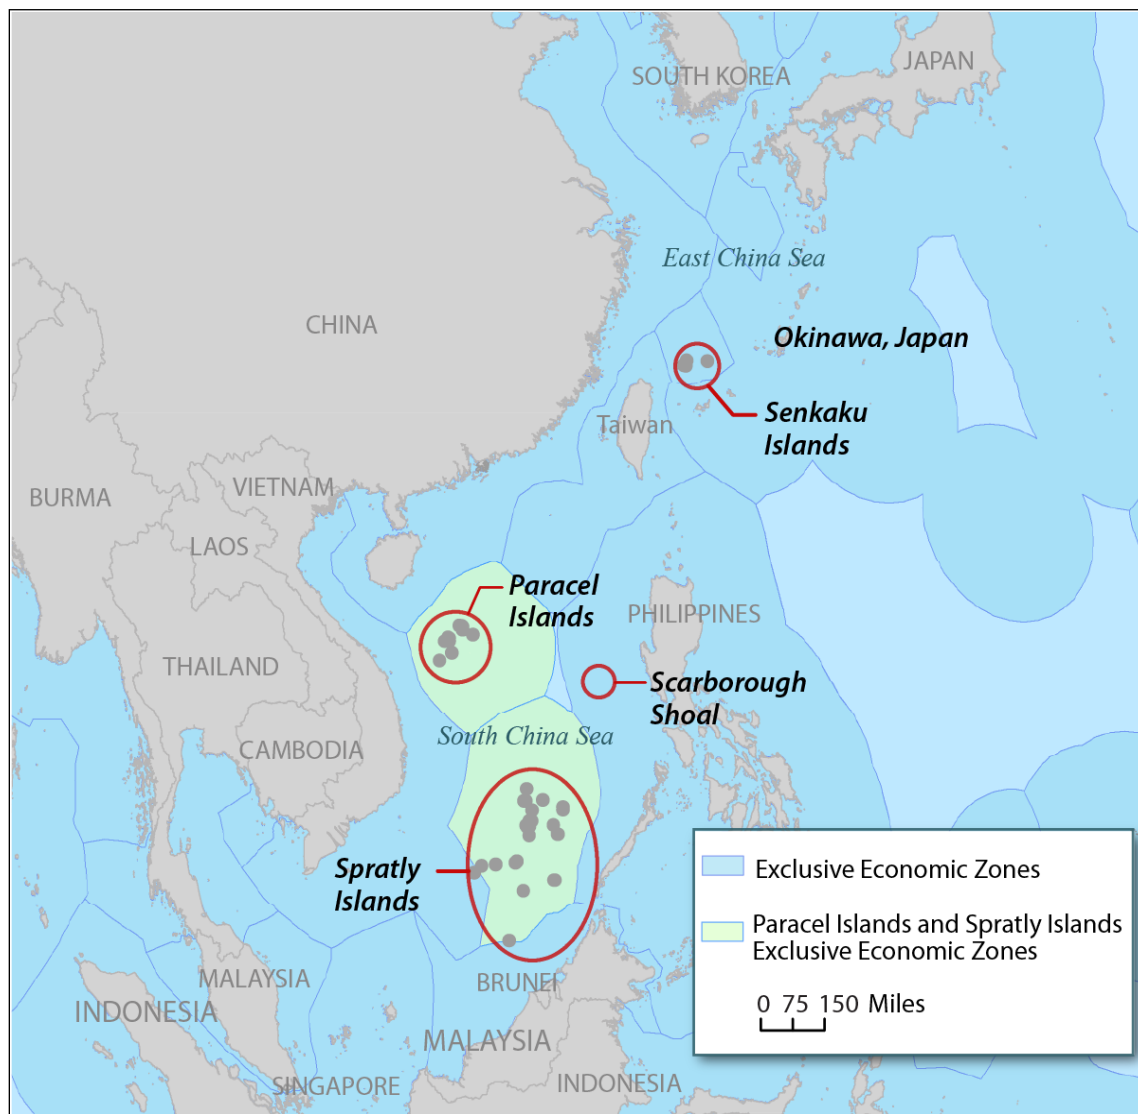 JAPAN
SOUTH KOREA
East China Sea
CHINA
Okinawa, Japan
Senkaku
Islands
Taiwan
BURMA
VIETNAM
LAOS
Paracel
Islands
PHILIPPINES
THAILAND
Scarborough
Shoal
South China Sea
CAMBODIA
Spratly
Islands
Exclusive Economic Zones
Paracel Islands and Spratly Islands
Exclusive Economic Zones
0 75 150 Miles
MALAYSIA
BRUNEI
INDONESIA
MALAYSIA
SINGAPORE
INDONESIA